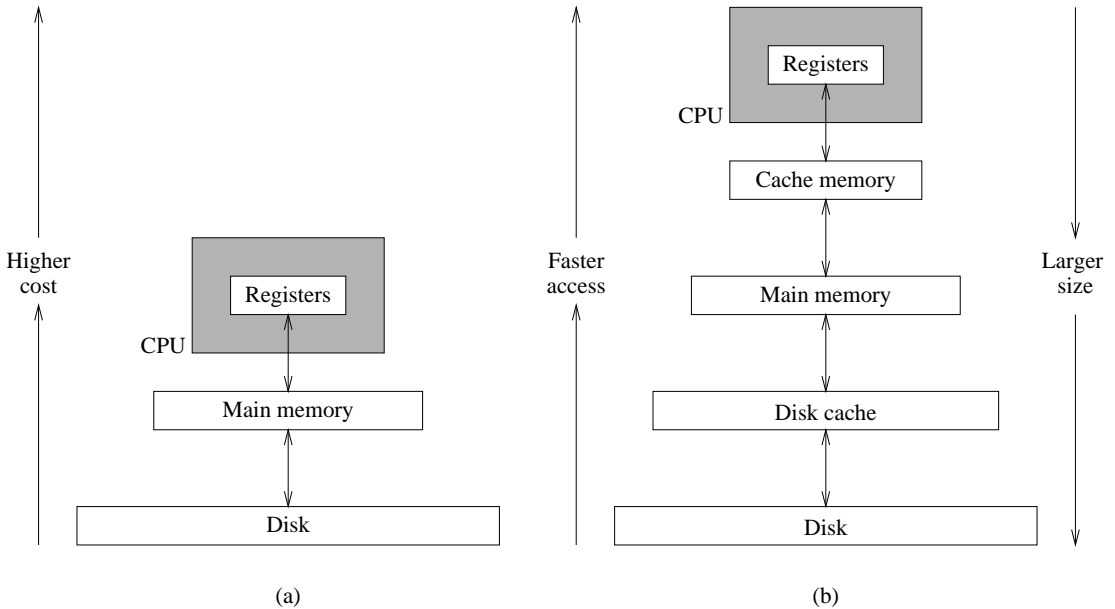 Higher
cost
Registers
CPU
Main memory
Disk
(a)
Faster
access
Registers
CPU
Cache memory
Main memory
Disk cache
Disk
(b)
Larger
size